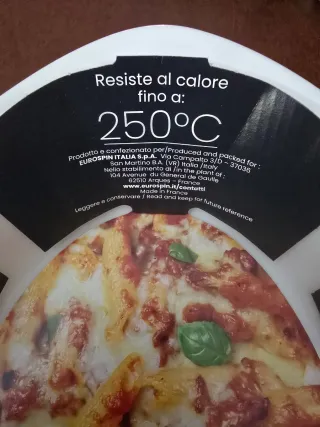 Resiste al calore
fino a:
250°C
Prodotto e confezionato per/Produced and packed for :
EUROSPIN ITALIA S.p.A. Via Campalto 3/D - 37036
San Martino B.A. (VR) Italia /Italy
Nello stabilimento di /in the plant of :
104 Avenue du Général de Gaulle
62510 Arques - France
www.eurospin.it/contatti
Made in France
Leggere e conservare / Read and keep for future reference